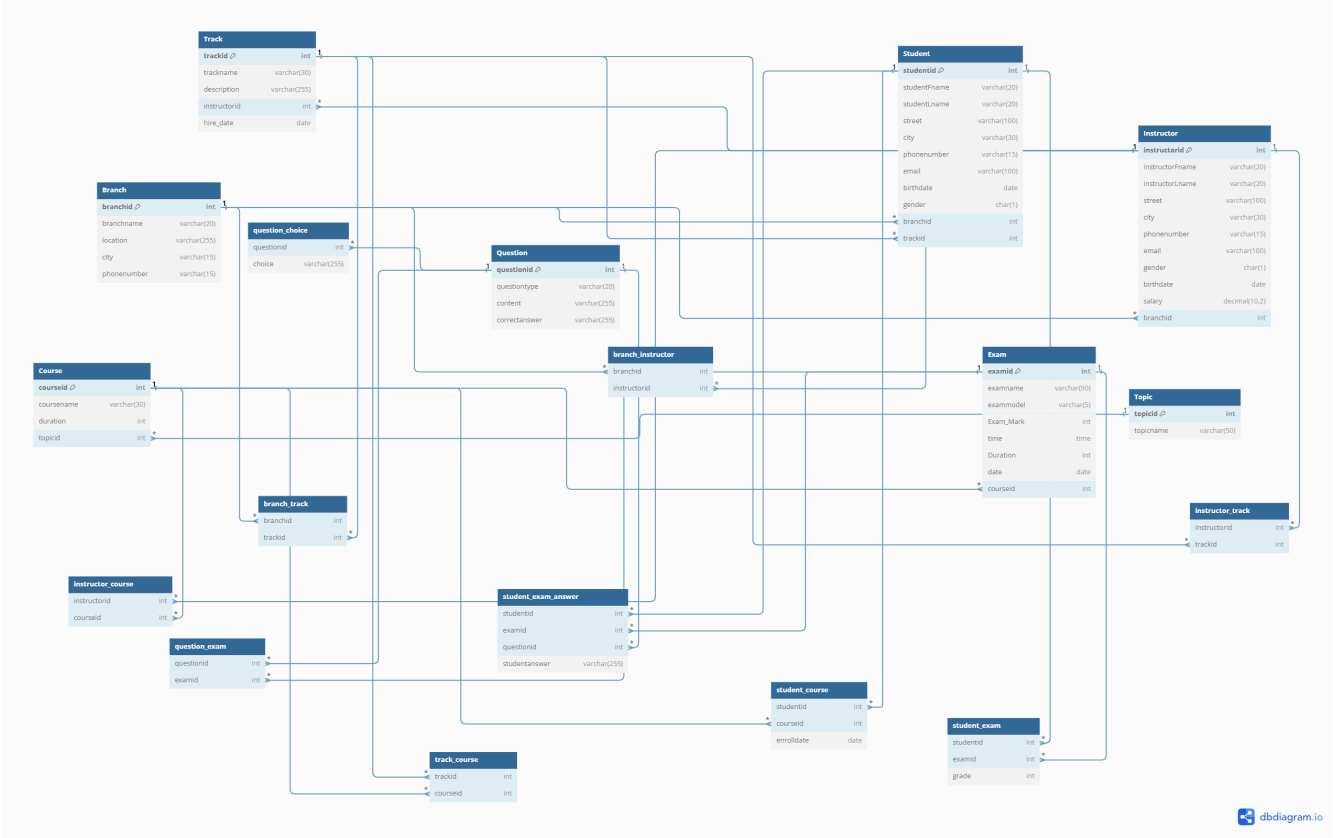 Track
trackid int
trackname varchar(30)
description varchar(255)
instructorid int
hire_date date
Student
studentid int
studentFname varchar(20)
studentLname varchar(20)
street varchar(100)
city varchar(30)
phonenumber varchar(15)
email varchar(100)
birthdate date
gender char(1)
branchid int
trackid int
Instructor
instructorid int
instructorFname varchar(20)
instructorLname varchar(20)
street varchar(100)
city varchar(30)
phonenumber varchar(15)
email varchar(100)
gender char(1)
birthdate date
salary decimal(10,2)
branchid int
Branch
branchid int
branchname varchar(20)
location varchar(255)
city varchar(15)
phonenumber varchar(15)
question_choice
questionid int
choice varchar(255)
Question
questionid int
questiontype varchar(20)
content varchar(255)
correctanswer varchar(255)
branch_instructor
branchid int
instructorid int
Exam
examid int
examname varchar(50)
exammodel varchar(5)
Exam_Mark int
time time
Duration int
date date
courseid int
Course
courseid int
coursename varchar(30)
duration int
topicid int
Topic
topicid int
topicname varchar(50)
branch_track
branchid int
trackid int
instructor_track
instructorid int
trackid int
instructor_course
instructorid int
courseid int
student_exam_answer
studentid int
examid int
questionid int
studentanswer varchar(255)
question_exam
questionid int
examid int
student_course
studentid int
courseid int
enrolldate date
student_exam
studentid int
examid int
grade int
track_course
trackid int
courseid int
dbdiagram.io